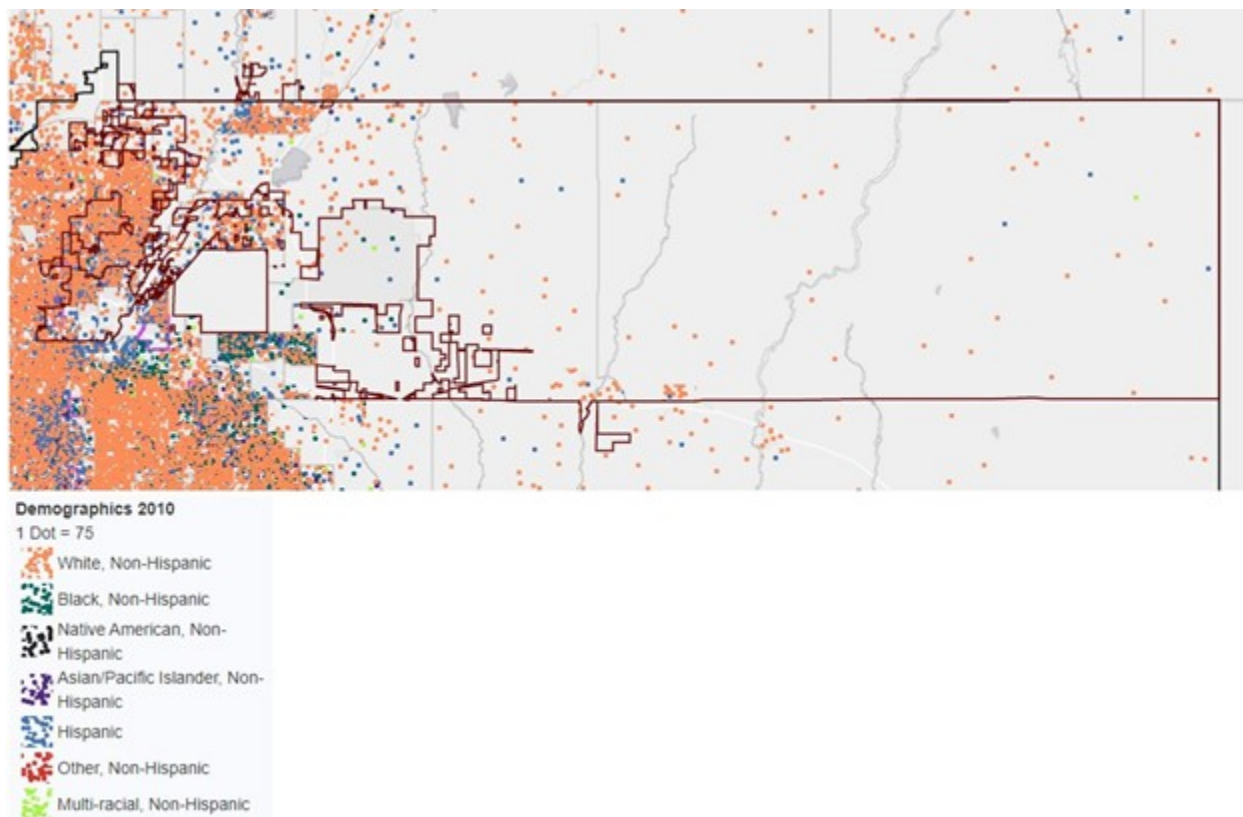 Demographics 2010
1 Dot = 75
White, Non-Hispanic
Black, Non-Hispanic
Native American, Non-
Hispanic
Asian/Pacific Islander, Non-
Hispanic
Hispanic
Other, Non-Hispanic
Multi-racial, Non-Hispanic